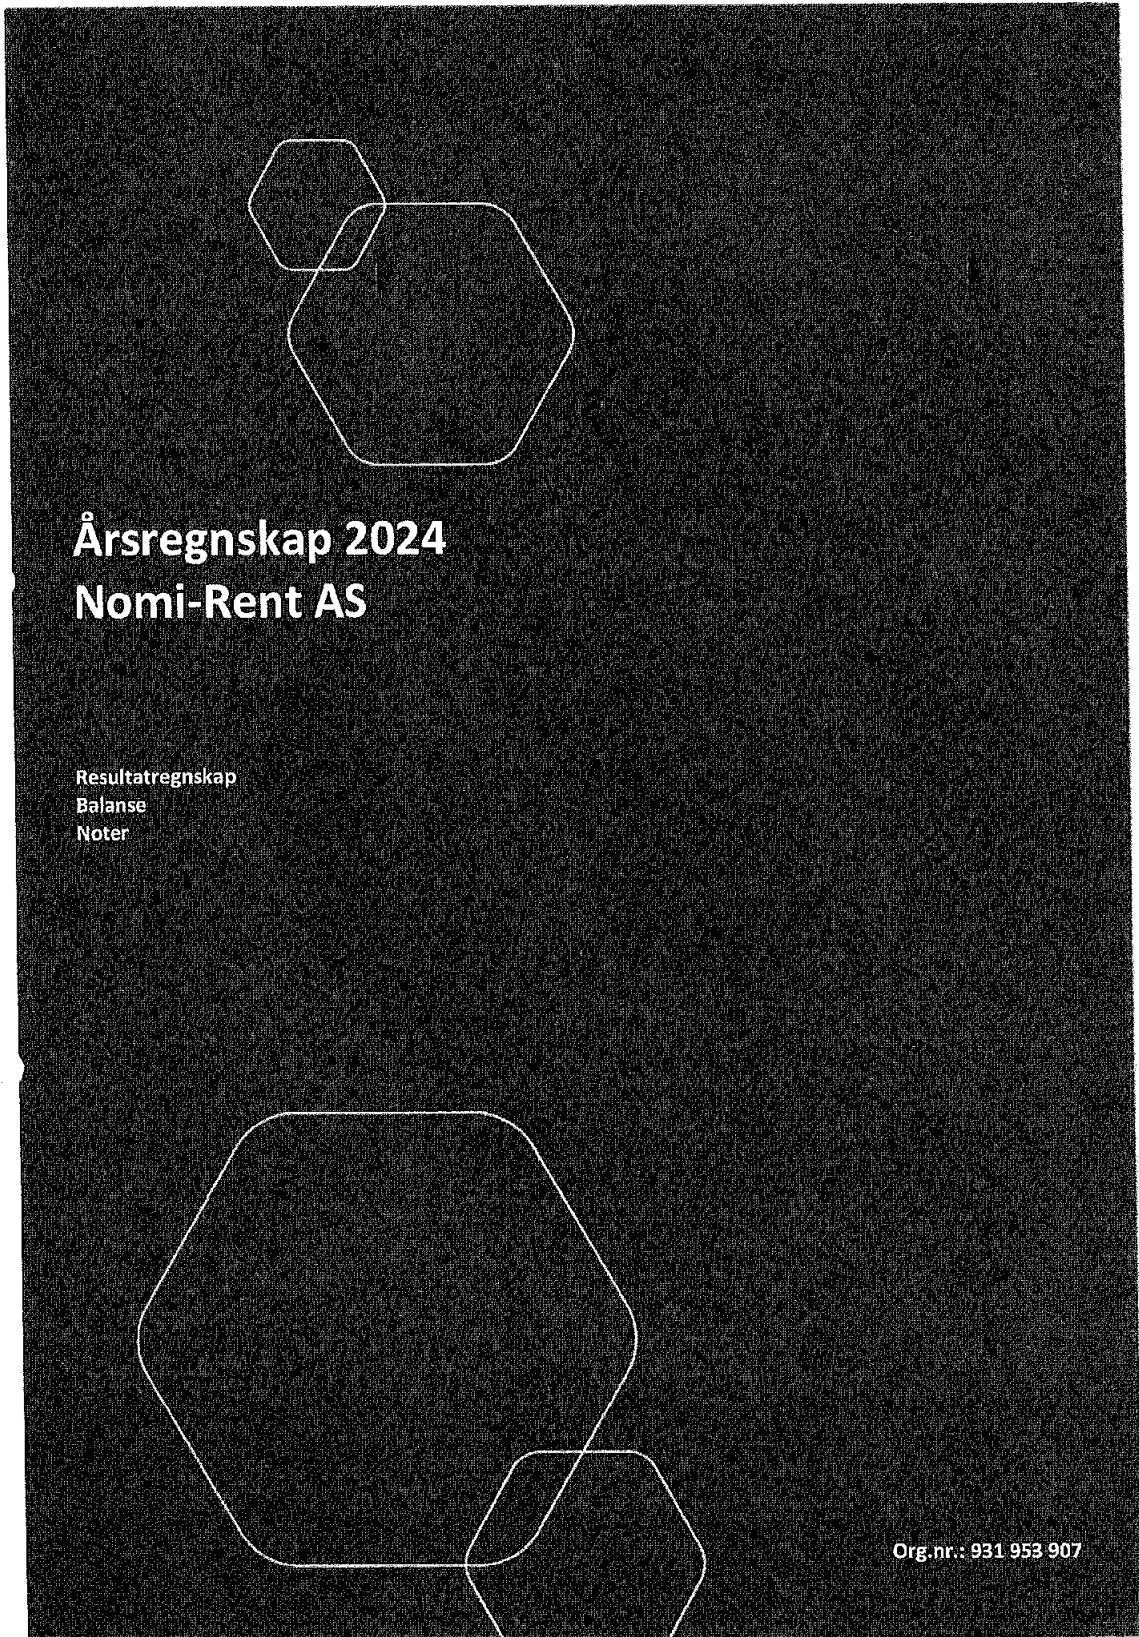 Årsregnskap 2024
Nomi-Rent AS
Resultatregnskap
Balanse
Noter
Org.nr.: 931 953 907